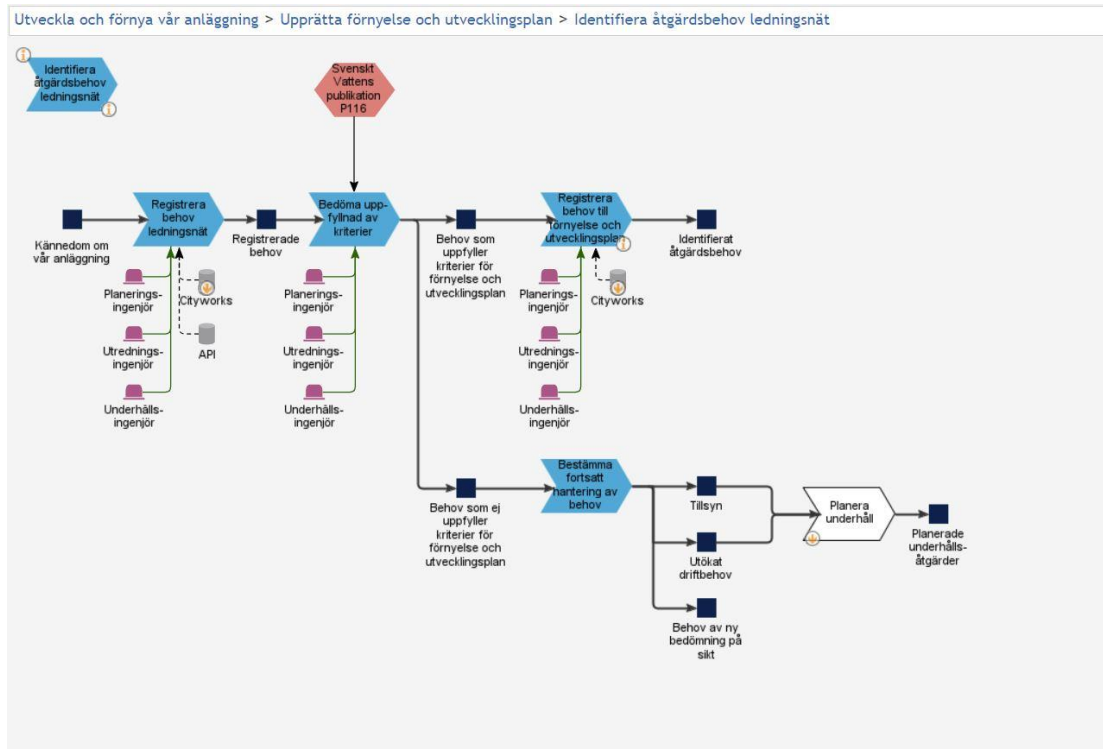 Utveckla och förnya vår anläggning > Upprätta förnyelse och utvecklingsplan > Identifiera åtgärdsbehov ledningsnät
Identifiera
åtgärdsbehov
ledningsnät
Svenskt
Vattens
publikation
P116
Registrera
behov
ledningsnät
Bedöma upp-
fyllnad av
kriterier
Registrera
behov till
förnyelse och
utvecklingsplan
Kännedom om
vår anläggning
Registrerade
behov
Behov som
uppfyller
kriterier för
förnyelse och
utvecklingsplan
Identifierat
åtgärdsbehov
Planerings-
ingenjör
Cityworks
Utrednings-
ingenjör
API
Underhålls-
ingenjör
Planerings-
ingenjör
Utrednings-
ingenjör
Underhålls-
ingenjör
Planerings-
ingenjör
Cityworks
Utrednings-
ingenjör
Underhålls-
ingenjör
Behov som ej
uppfyller
kriterier för
förnyelse och
utvecklingsplan
Bestämma
fortsatt
hantering av
behov
Tillsyn
Utökat
driftbehov
Behov av ny
bedömning på
sikt
Planera
underhåll
Planerade
underhålls-
åtgärder